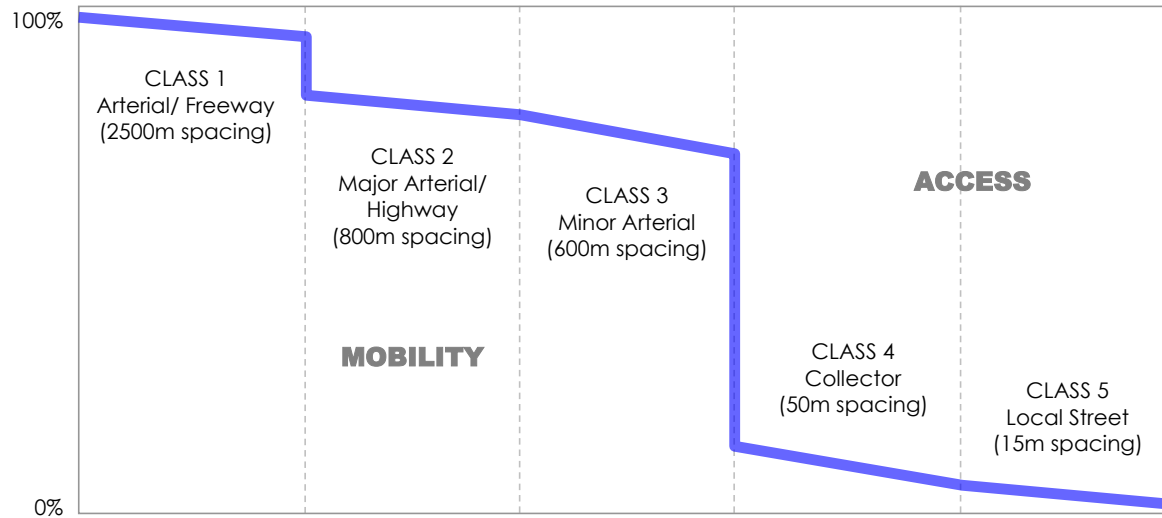 100%
CLASS 1
Arterial/ Freeway
(2500m spacing)
CLASS 2
Major Arterial/
Highway
(800m spacing)
CLASS 3
Minor Arterial
(600m spacing)
ACCESS
MOBILITY
CLASS 4
Collector
(50m spacing)
CLASS 5
Local Street
(15m spacing)
0%